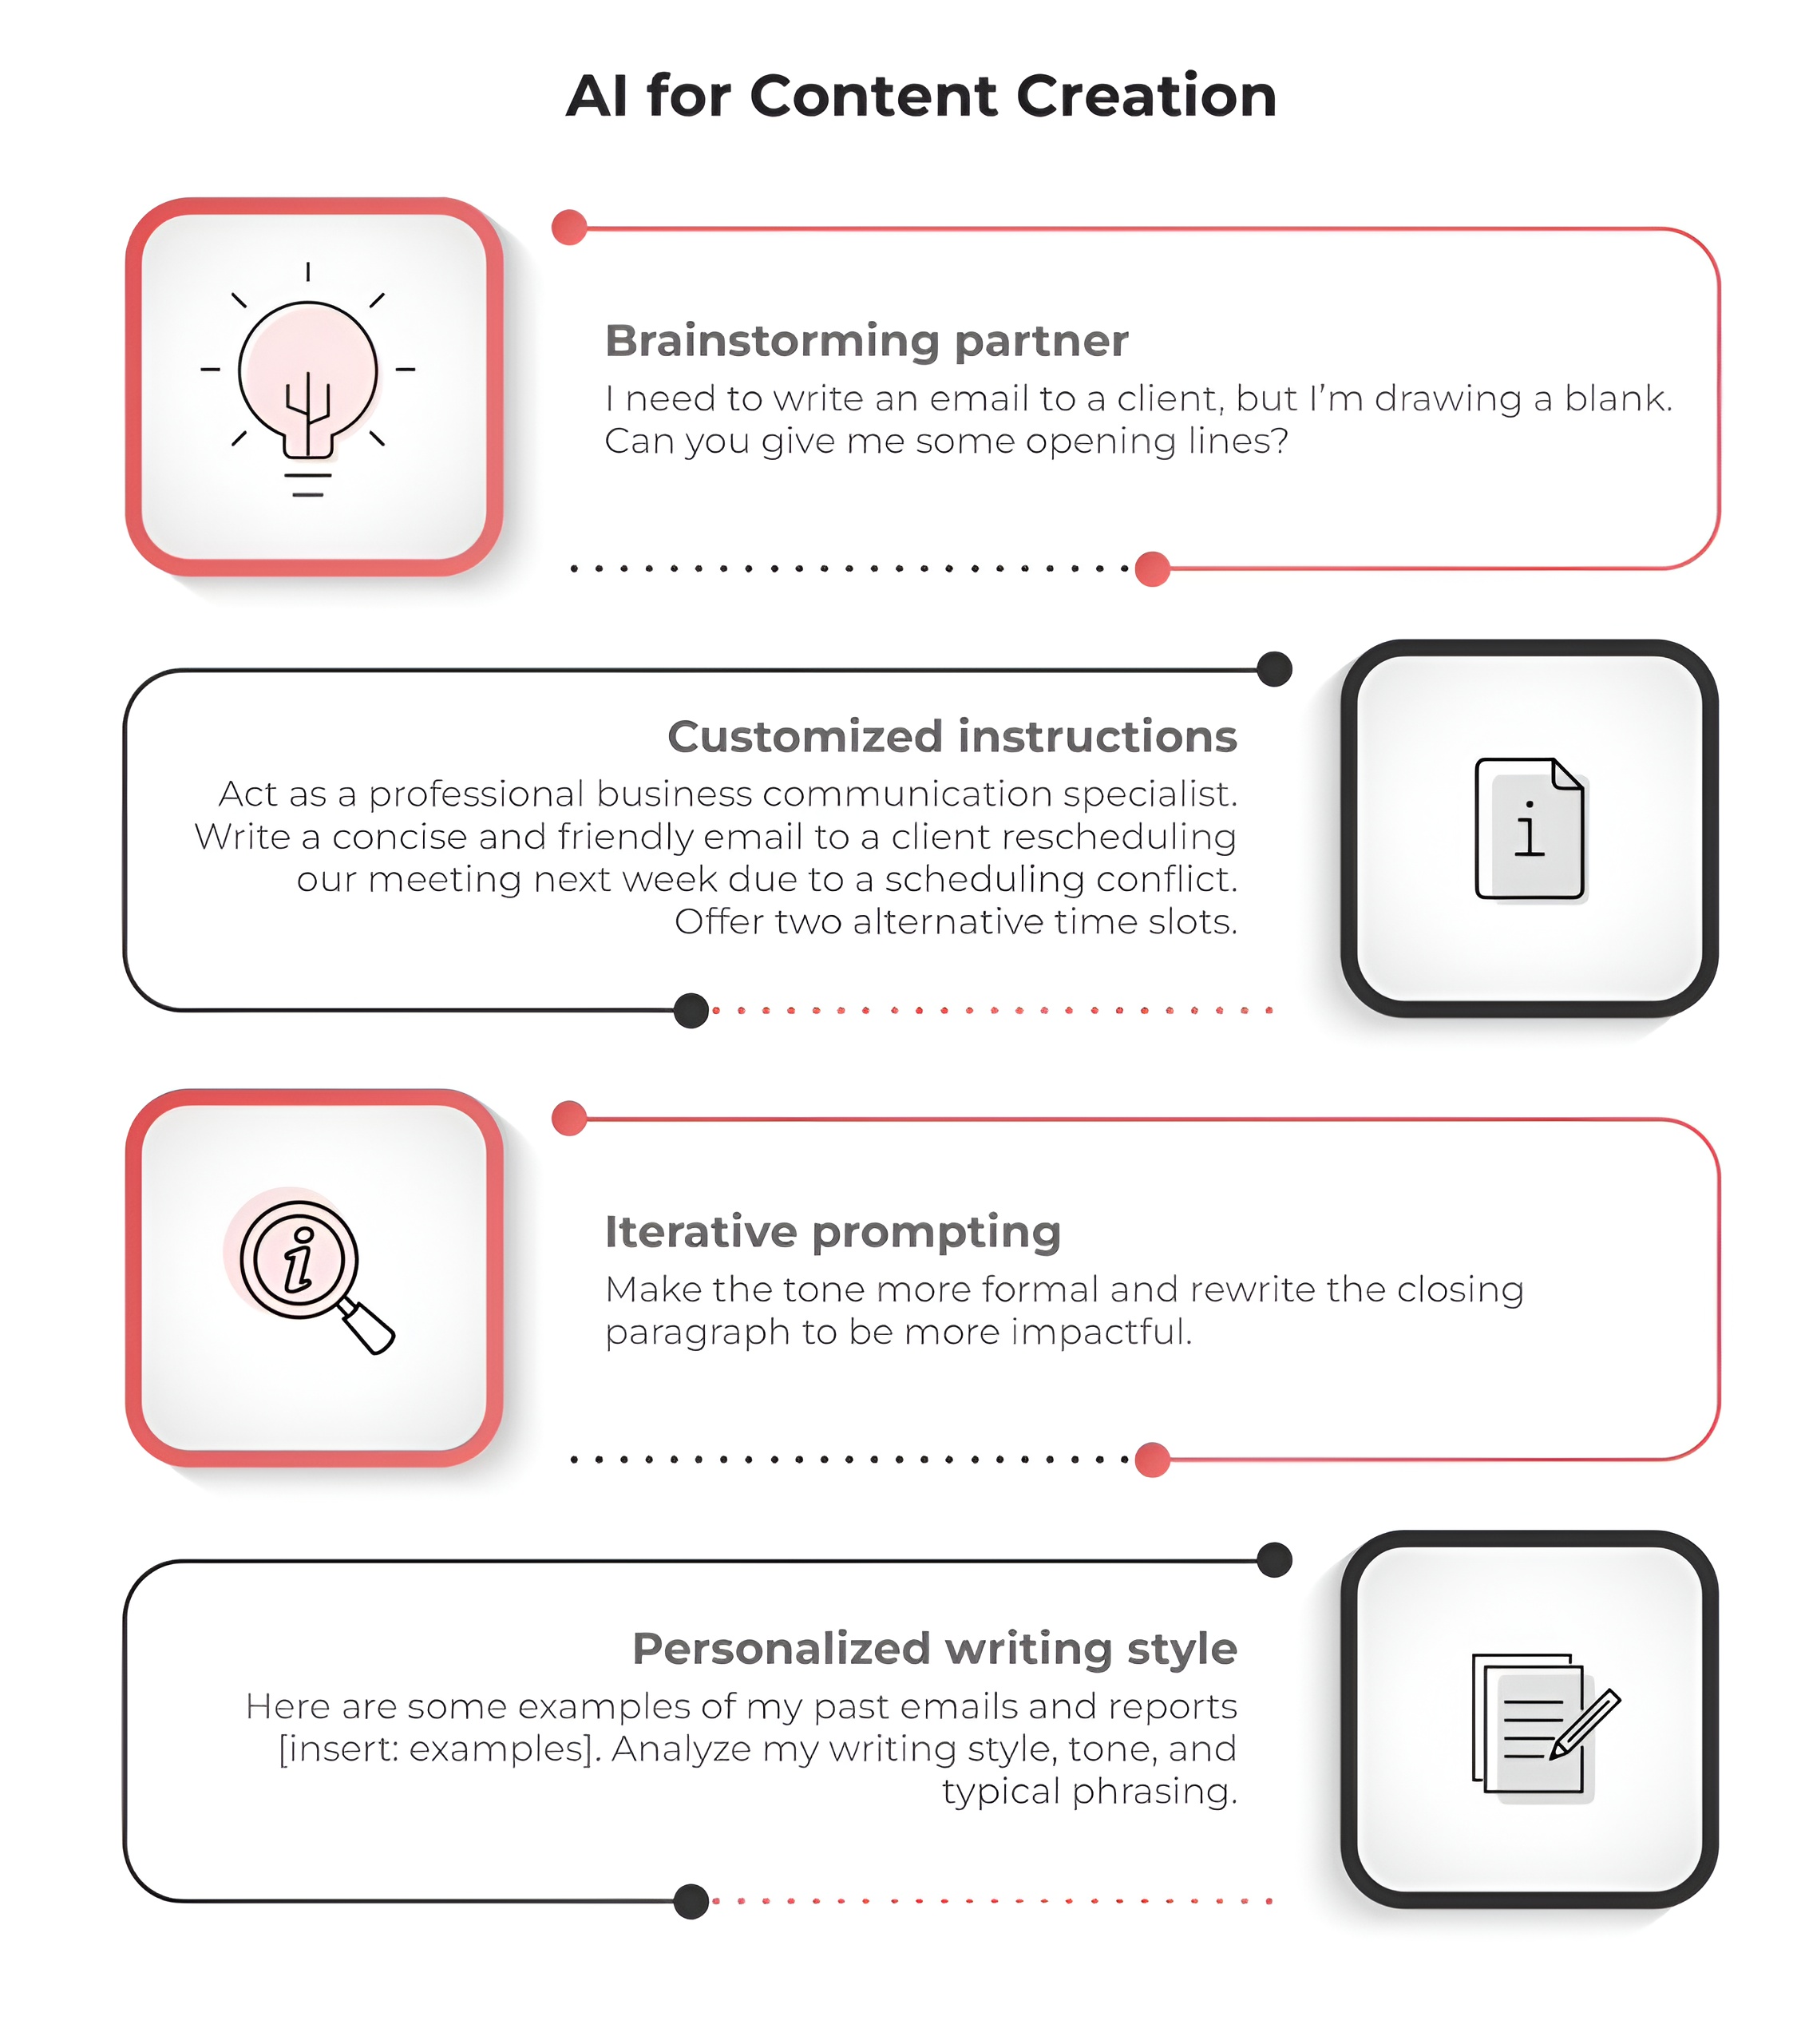 AI for Content Creation
Brainstorming partner
I need to write an email to a client, but I’m drawing a blank.
Can you give me some opening lines?
Customized instructions
Act as a professional business communication specialist.
Write a concise and friendly email to a client rescheduling
our meeting next week due to a scheduling conflict.
Offer two alternative time slots.
i
Iterative prompting
Make the tone more formal and rewrite the closing
paragraph to be more impactful.
i
Personalized writing style
Here are some examples of my past emails and reports
[insert: examples]. Analyze my writing style, tone, and
typical phrasing.